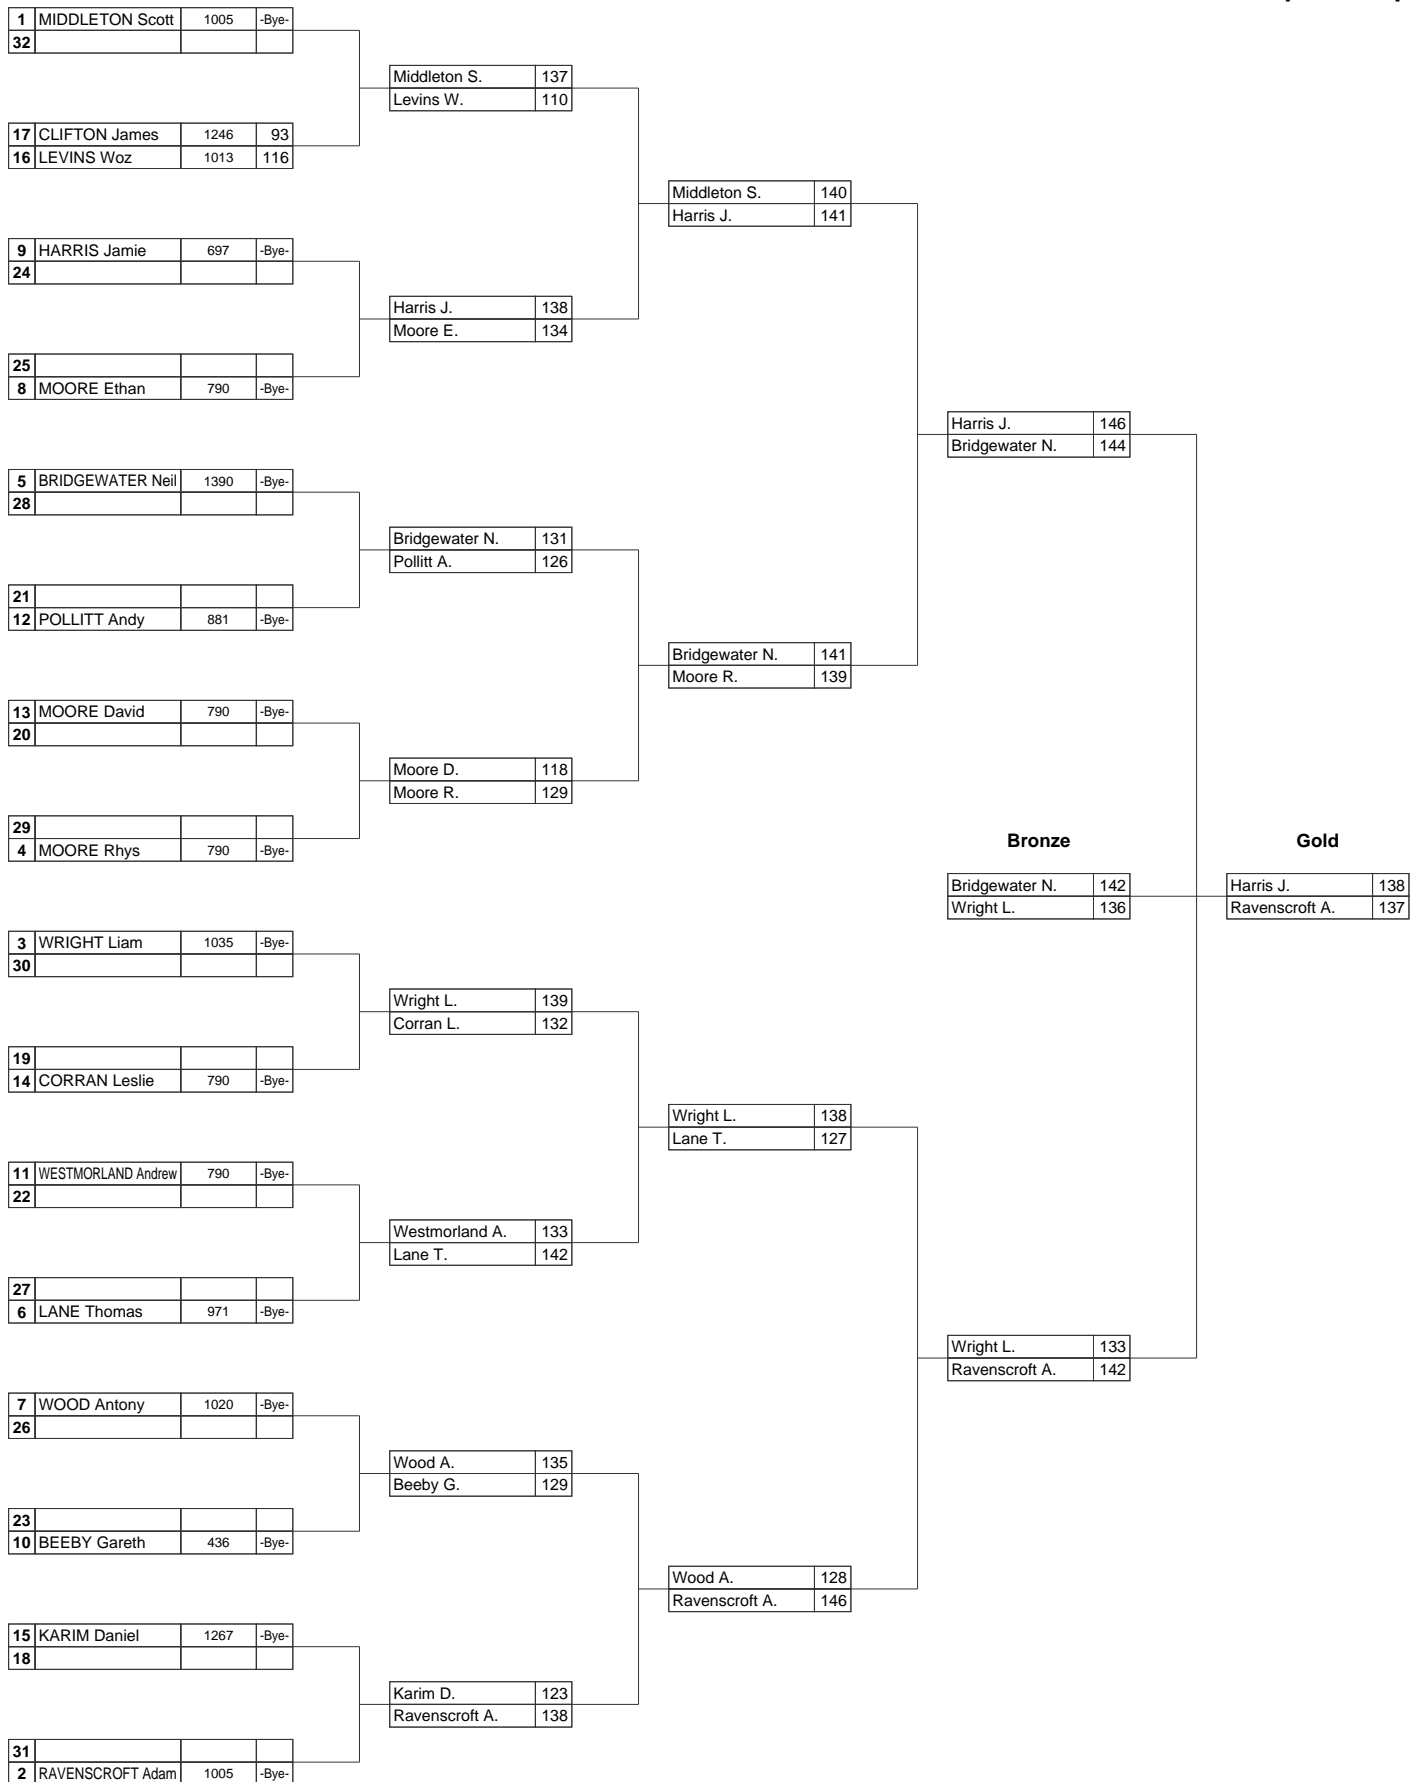 1 MIDDLETON Scott 1005 -Bye-
32
Middleton S. 137
Levins W. 110
17 CLIFTON James 1246 93
16 LEVINS Woz 1013 116
Middleton S. 140
Harris J. 141
9 HARRIS Jamie 697 -Bye-
24
Harris J. 138
Moore E. 134
25
8 MOORE Ethan 790 -Bye-
Harris J. 146
Bridgewater N. 144
5 BRIDGEWATER Neil 1390 -Bye-
28
Bridgewater N. 131
Pollitt A. 126
21
12 POLLITT Andy 881 -Bye-
Bridgewater N. 141
Moore R. 139
13 MOORE David 790 -Bye-
20
Moore D. 118
Moore R. 129
29
4 MOORE Rhys 790 -Bye-
Bronze Gold
Bridgewater N. 142 Harris J. 138
Wright L. 136 Ravenscroft A. 137
3 WRIGHT Liam 1035 -Bye-
30
Wright L. 139
Corran L. 132
19
14 CORRAN Leslie 790 -Bye-
Wright L. 138
Lane T. 127
11 WESTMORLAND Andrew 790 -Bye-
22
Westmorland A. 133
Lane T. 142
27
6 LANE Thomas 971 -Bye-
Wright L. 133
Ravenscroft A. 142
7 WOOD Antony 1020 -Bye-
26
Wood A. 135
Beeby G. 129
23
10 BEEBY Gareth 436 -Bye-
Wood A. 128
Ravenscroft A. 146
15 KARIM Daniel 1267 -Bye-
18
Karim D. 123
Ravenscroft A. 138
31
2 RAVENSCROFT Adam 1005 -Bye-